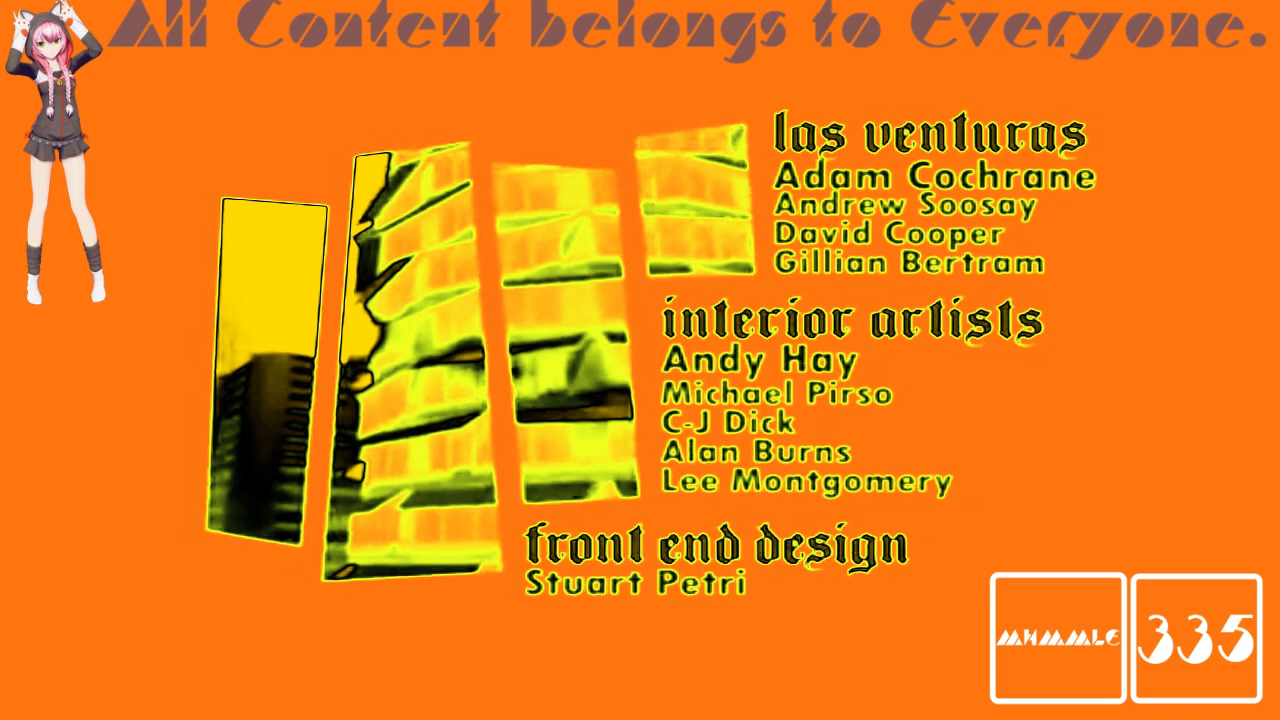 All Content belongs to Everyone.
las venturas
Adam Cochrane
Andrew Soosay
David Cooper
Gillian Bertram
interior artists
Andy Hay
Michael Pirso
C-J Dick
Alan Burns
Lee Montgomery
front end design
Stuart Petri
MHMMLE
335